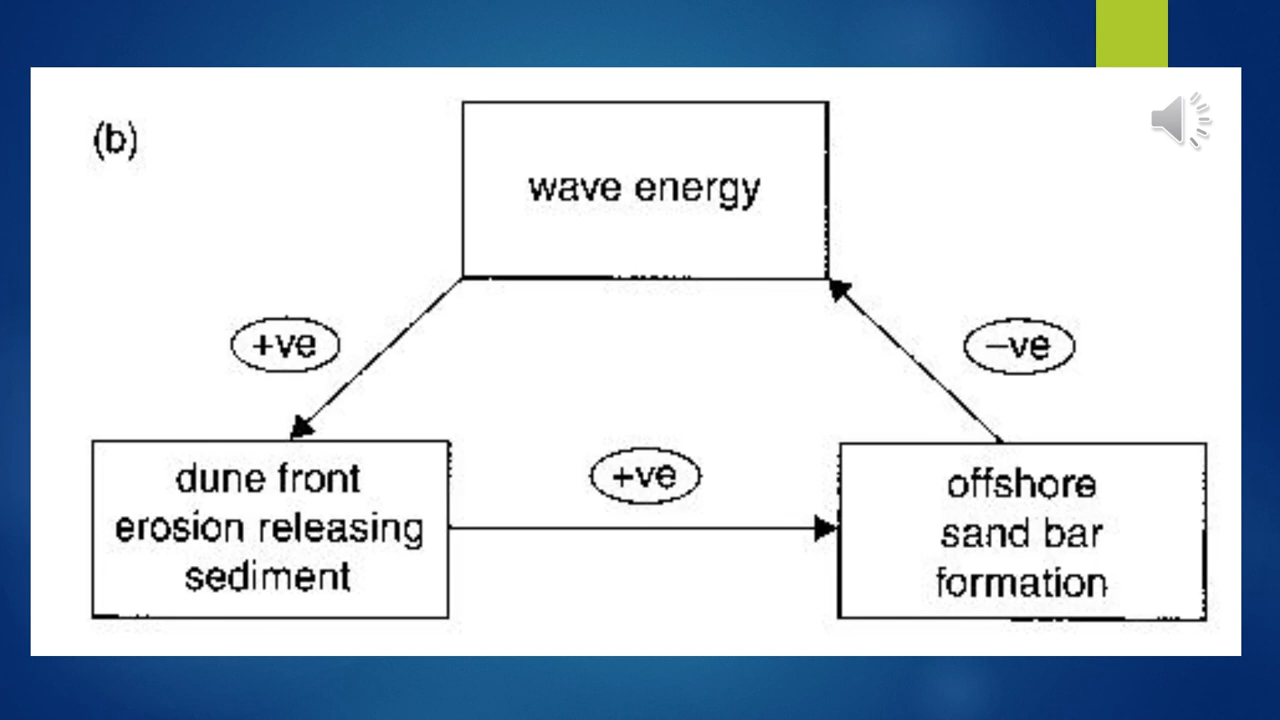 (b)
wave energy
+ve
–ve
+ve
dune front
erosion releasing
sediment
offshore
sand bar
formation